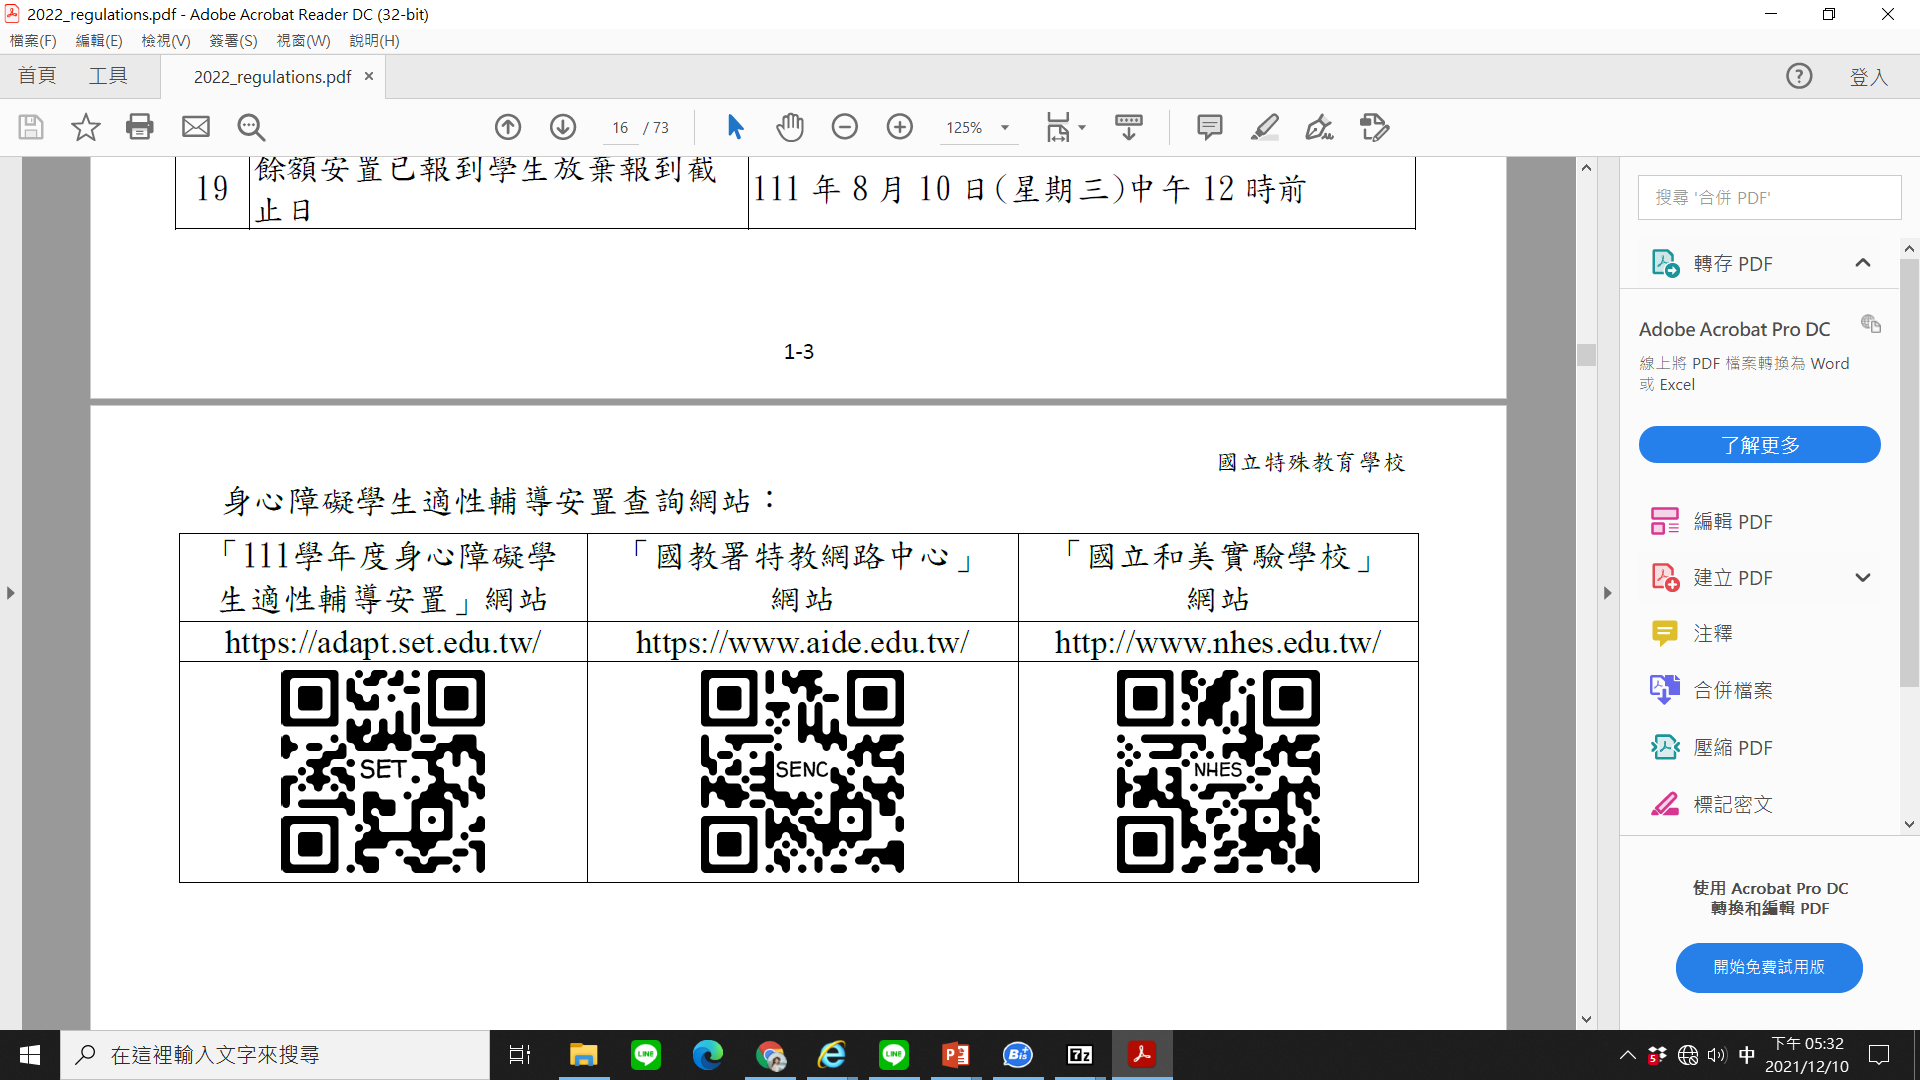 2022_regulations.pdf - Adobe Acrobat Reader DC (32-bit)
檔案(F) 編輯(E) 檢視(V) 簽署(S) 視窗(W) 說明(H)
首頁 工具 2022_regulations.pdf × 登入
16 / 73 125%
19 餘額安置已報到學生放棄報到截
止日
111 年 8 月 10 日(星期三)中午 12 時前
1-3
國立特殊教育學校
身心障礙學生適性輔導安置查詢網站：
「111學年度身心障礙學
生適性輔導安置」網站
「國教署特教網路中心」
網站
「國立和美實驗學校」
網站
https://adapt.set.edu.tw/
https://www.aide.edu.tw/
http://www.nhes.edu.tw/
SET
SENC
NHES
搜尋 '合併 PDF'
轉存 PDF
Adobe Acrobat Pro DC
線上將 PDF 檔案轉換為 Word
或 Excel
了解更多
編輯 PDF
建立 PDF
注釋
合併檔案
壓縮 PDF
標記密文
使用 Acrobat Pro DC
轉換和編輯 PDF
開始免費試用版
在這裡輸入文字來搜尋
LINE
LINE
Bis
7z
5
中
下午 05:32
2021/12/10